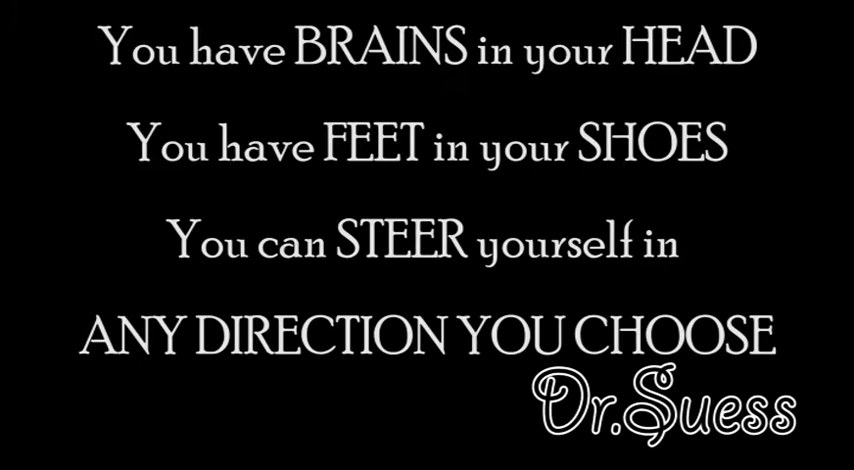 You have BRAINS in your HEAD
You have FEET in your SHOES
You can STEER yourself in
ANY DIRECTION YOU CHOOSE
Dr.Suess